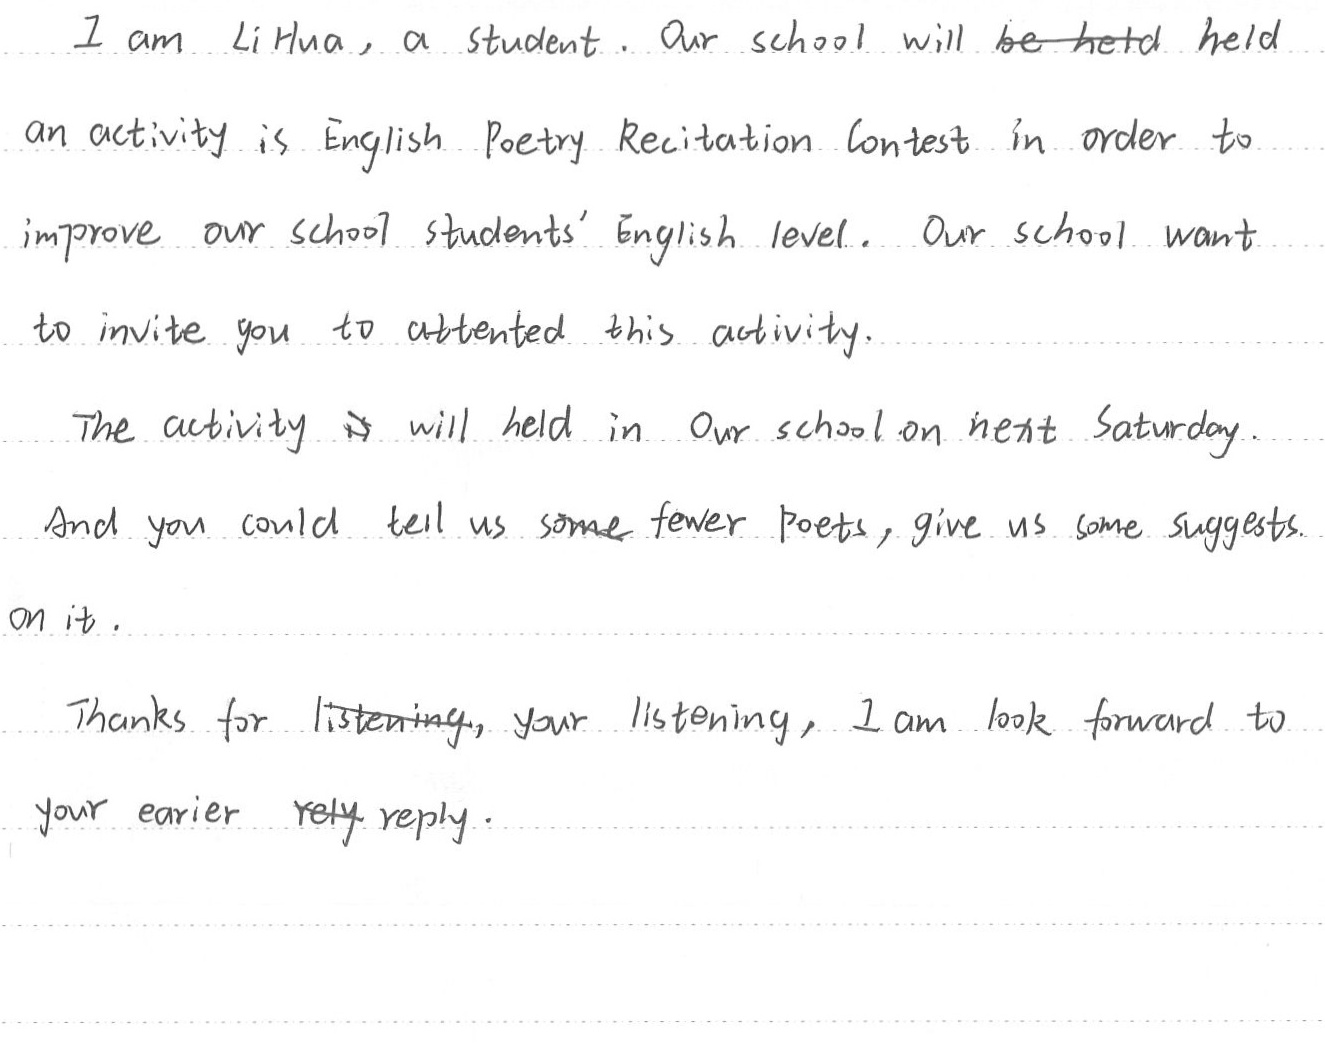 I am Li Hua, a student. Our school will be held held
an activity is English Poetry Recitation Contest in order to
improve our school students' English level. Our school want
to invite you to attented this activity.
The activity is will held in Our school on next Saturday.
And you could tell us some fewer Poets, give us some suggests.
on it.
Thanks for listening, your listening, I am look forward to
your earier rely reply.